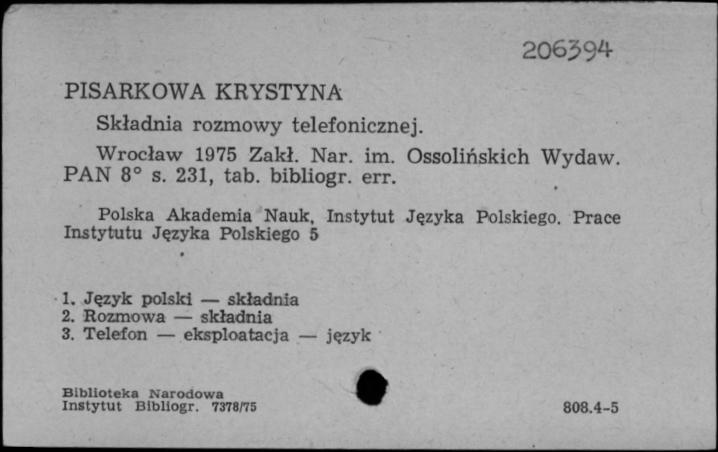 206394
PISARKOWA KRYSTYNA
Składnia rozmowy telefonicznej.
Wrocław 1975 Zakł. Nar. im. Ossolińskich Wydaw.
PAN 8° s. 231, tab. bibliogr. err.
Polska Akademia Nauk, Instytut Języka Polskiego. Prace
Instytutu Języka Polskiego 5
1. Język polski — składnia
2. Rozmowa — składnia
3. Telefon — eksploatacja — język
Biblioteka Narodowa
Instytut Bibliogr. 7378/75
808.4-5